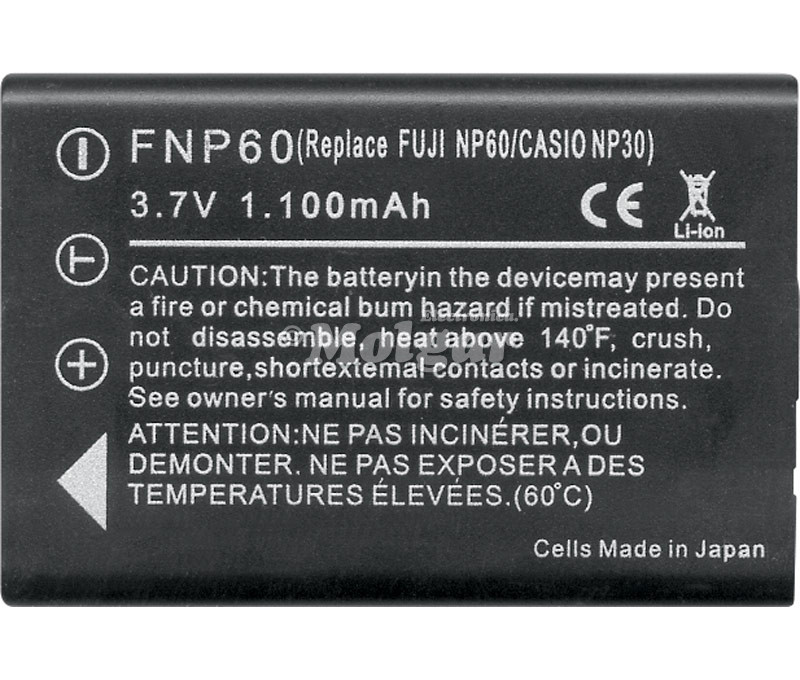 FNP60(Replace FUJI NP60/CASIO NP30)
3.7V 1.100mAh
CE
Li-ion
T
CAUTION:The batteryin the devicemay present
a fire or chemical bum hazard if mistreated. Do
not disassemble, heat above 140°F, crush,
puncture,shortextemal contacts or incinerate.
See owner's manual for safety instructions.
ATTENTION:NE PAS INCINÉRER,OU
DEMONTER. NE PAS EXPOSER A DES
TEMPERATURES ÉLEVÉES.(60°C)
Cells Made in Japan
Electronica.
©Molgar